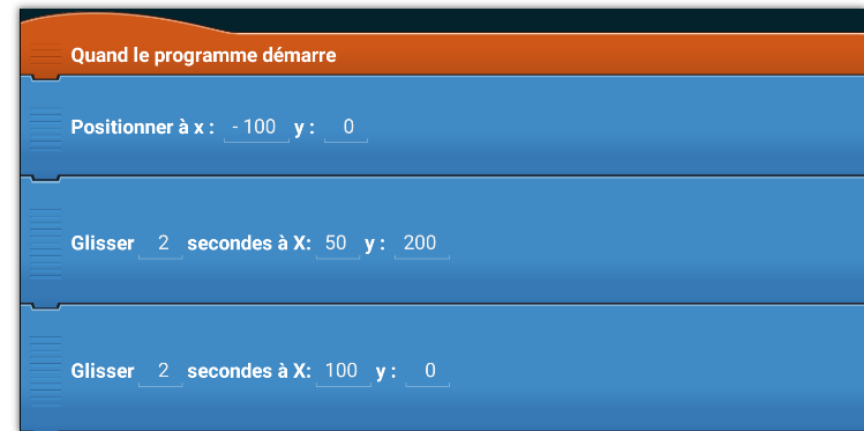 Quand le programme démarre
Positionner à x : - 100 y : 0
Glisser 2 secondes à X: 50 y : 200
Glisser 2 secondes à X: 100 y : 0